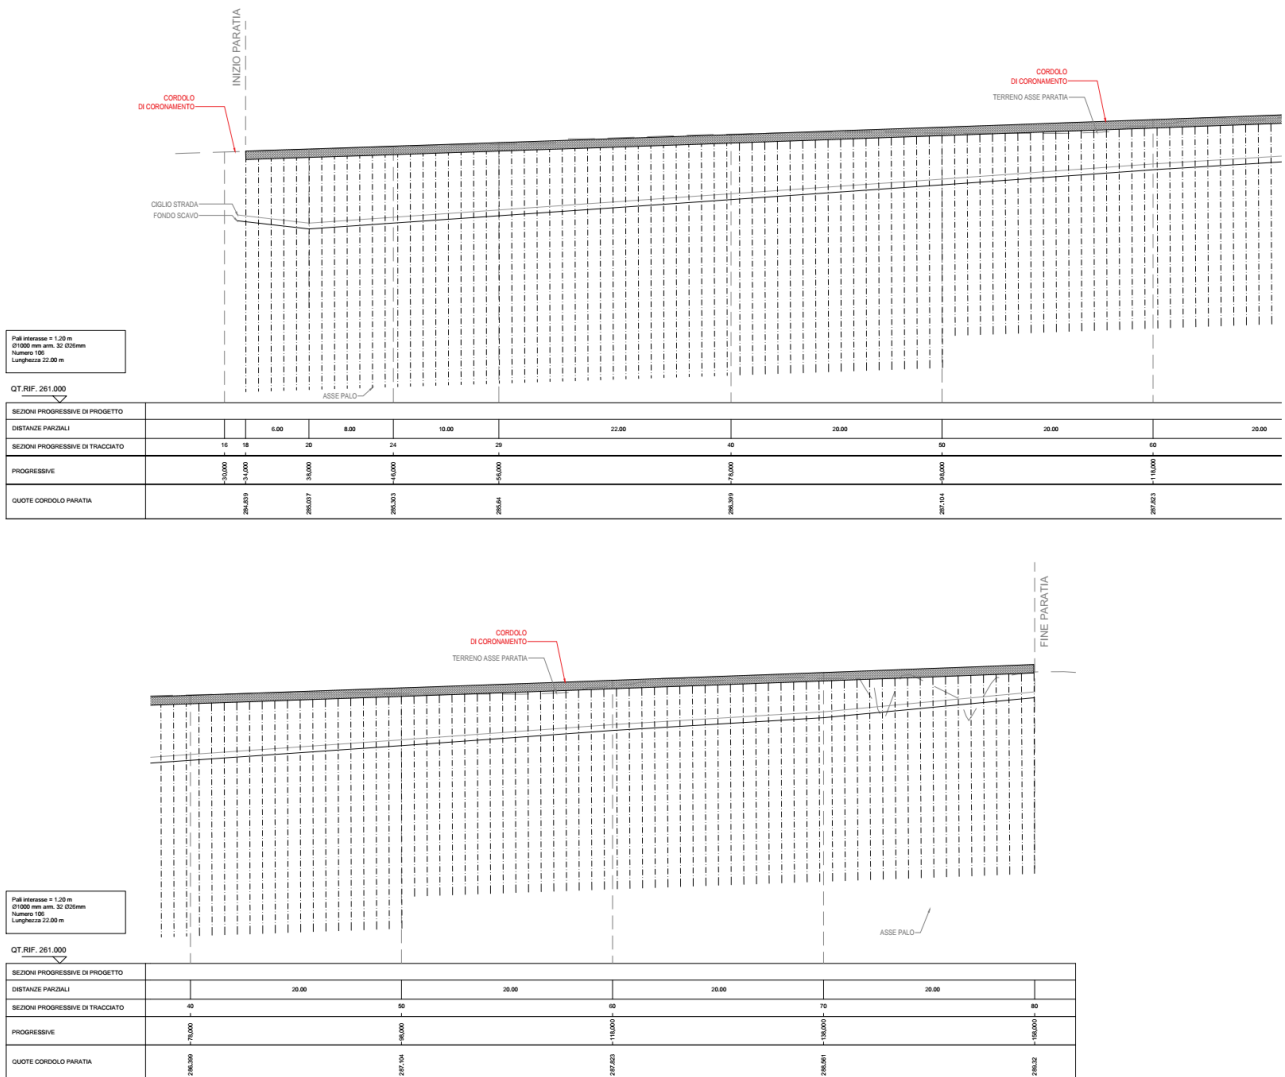 INIZIO PARATIA
CORDOLO
DI CORONAMENTO
CORDOLO
DI CORONAMENTO
TERRENO ASSE PARATIA
CIGLIO STRADA
FONDO SCAVO
Pali interasse = 1,20 m
Ø1000 mm arm. 32 Ø26mm
Numero 106
Lunghezza 22.00 m
QT.RIF. 261.000
ASSE PALO
SEZIONI PROGRESSIVE DI PROGETTO
DISTANZE PARZIALI 6.00 8.00 10.00 22.00 20.00 20.00 20.00
SEZIONI PROGRESSIVE DI TRACCIATO 16 18 20 24 29 40 50 60
PROGRESSIVE 30,000 34,000 38,000 46,000 56,000 78,000 98,000 118,000
QUOTE CORDOLO PARATIA 284,839 285,037 285,303 285,64 286,399 287,104 287,823
FINE PARATIA
CORDOLO
DI CORONAMENTO
TERRENO ASSE PARATIA
Pali interasse = 1,20 m
Ø1000 mm arm. 32 Ø26mm
Numero 106
Lunghezza 22.00 m
QT.RIF. 261.000
ASSE PALO
SEZIONI PROGRESSIVE DI PROGETTO
DISTANZE PARZIALI 20.00 20.00 20.00 20.00
SEZIONI PROGRESSIVE DI TRACCIATO 40 50 60 70 80
PROGRESSIVE 78,000 98,000 118,000 138,000 158,000
QUOTE CORDOLO PARATIA 286,399 287,104 287,823 288,561 289,32